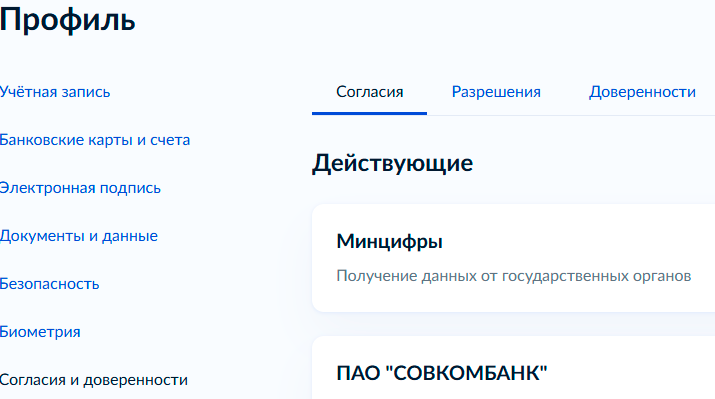 Профиль
Учётная запись
Банковские карты и счета
Электронная подпись
Документы и данные
Безопасность
Биометрия
Согласия и доверенности
Согласия
Разрешения
Доверенности
Действующие
Минцифры
Получение данных от государственных органов
ПАО "СОВКОМБАНК"